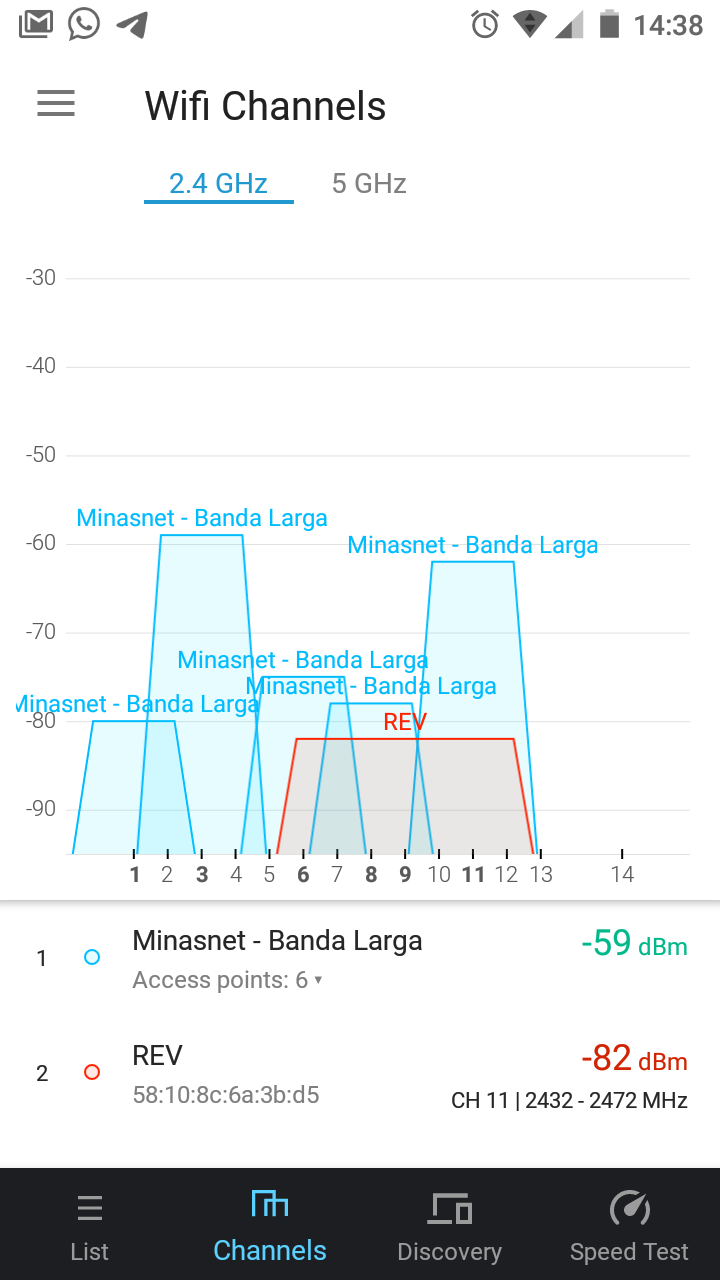 14:38
Wifi Channels
2.4 GHz 5 GHz
-30
-40
-50
Minasnet - Banda Larga
-60
Minasnet - Banda Larga
-70
Minasnet - Banda Larga
Minasnet - Banda Larga
Minasnet - Banda Larga
-80
REV
-90
1 2 3 4 5 6 7 8 9 10 11 12 13 14
1 Minasnet - Banda Larga -59 dBm
Access points: 6 ▾
2 REV -82 dBm
58:10:8c:6a:3b:d5 CH 11 | 2432 - 2472 MHz
List Channels Discovery Speed Test